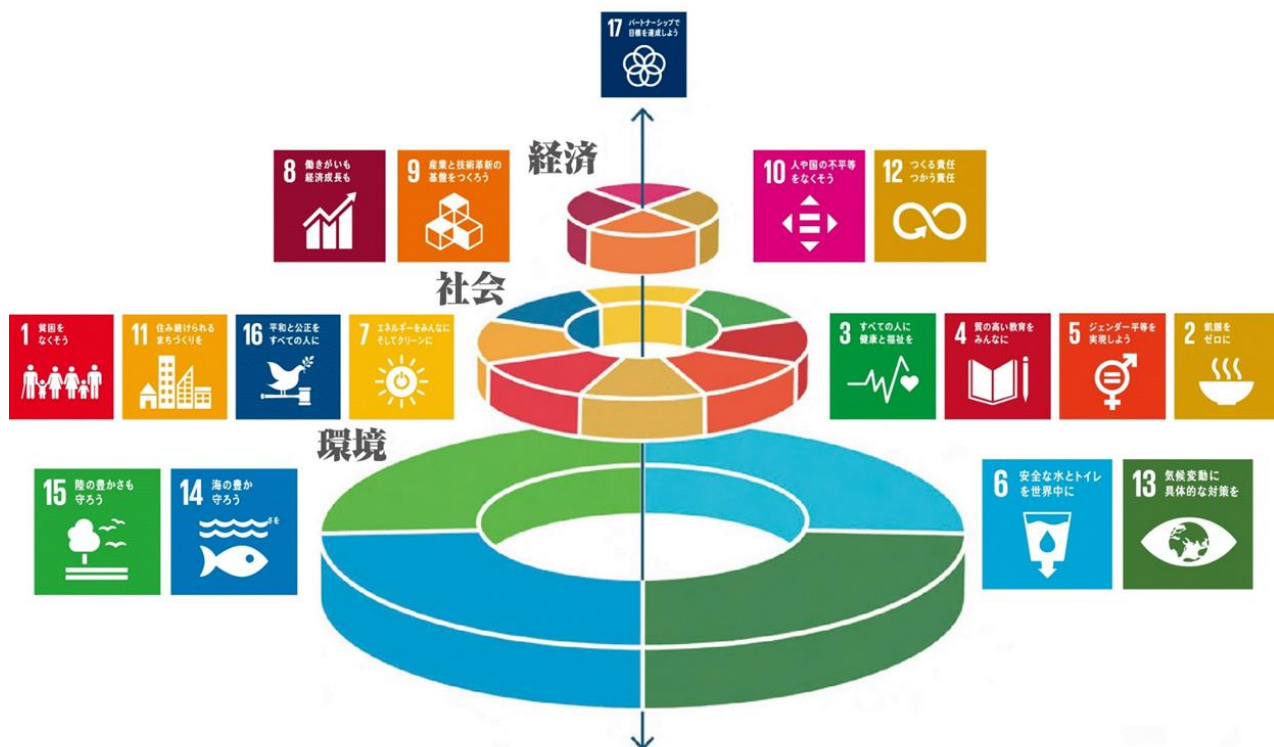 17 パートナーシップで
目標を達成しよう
経済
8 働きがいも
経済成長も
9 産業と技術革新の
基盤をつくろう
10 人や国の不平等
をなくそう
12 つくる責任
つかう責任
社会
1 貧困を
なくそう
11 住み続けられる
まちづくりを
16 平和と公正を
すべての人に
7 エネルギーをみんなに
そしてクリーンに
3 すべての人に
健康と福祉を
4 質の高い教育を
みんなに
5 ジェンダー平等を
実現しよう
2 飢餓を
ゼロに
環境
15 陸の豊かさも
守ろう
14 海の豊か
守ろう
さを
6 安全な水とトイレ
を世界中に
13 気候変動に
具体的な対策を